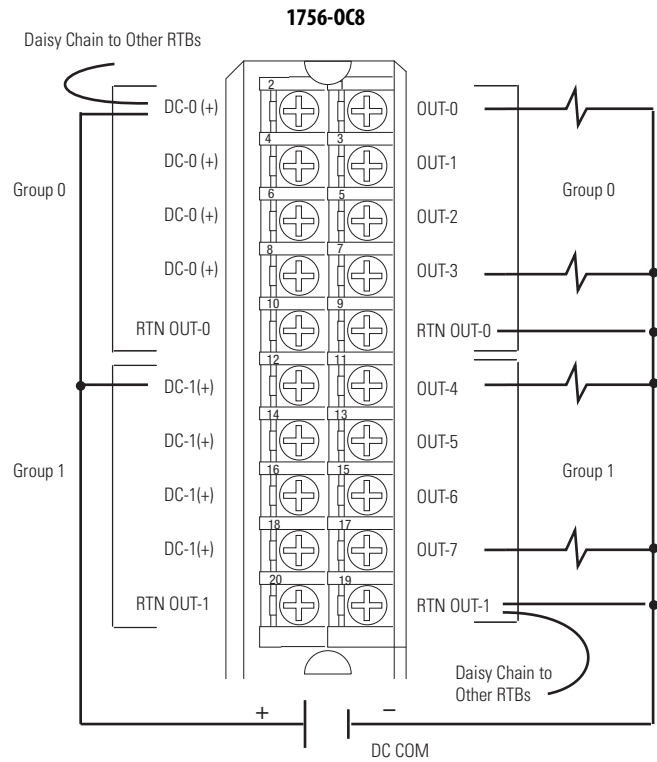 1756-OC8
Daisy Chain to Other RTBs
2 1
DC-0 (+) OUT-0
4 3
DC-0 (+) OUT-1
Group 0 Group 0
6 5
DC-0 (+) OUT-2
8 7
DC-0 (+) OUT-3
10 9
RTN OUT-0 RTN OUT-0
12 11
DC-1(+) OUT-4
14 13
DC-1(+) OUT-5
Group 1 Group 1
16 15
DC-1(+) OUT-6
18 17
DC-1(+) OUT-7
20 19
RTN OUT-1 RTN OUT-1
Daisy Chain to
Other RTBs
+ –
DC COM